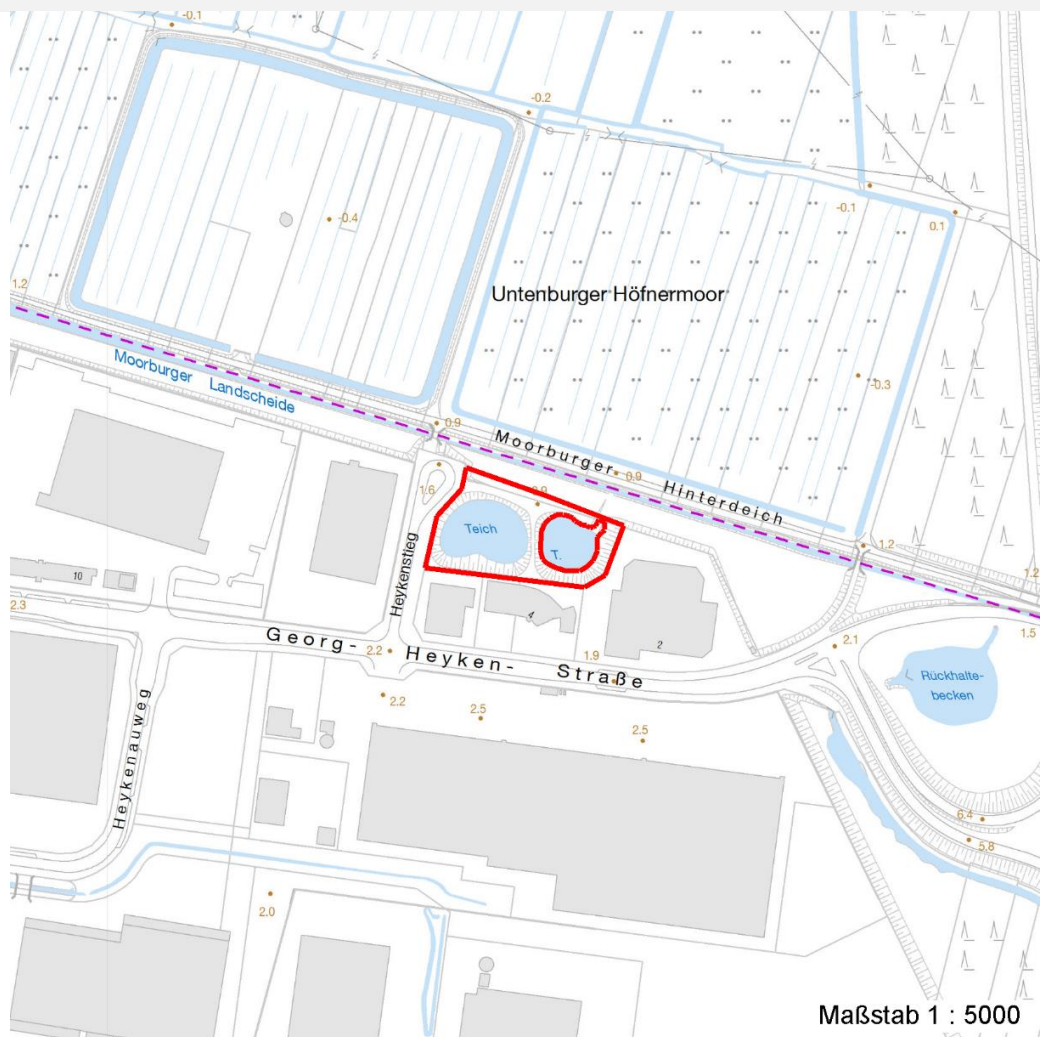 -0.1
-0.2
-0.4
-0.1
0.1
1.2
Untenburger Höfnermoor
Moorburger Landscheide
-0.3
0.9
Moorburger Hinterdeich
0.9
1.6
0.9
Teich
T.
1.2
1.2
Heykenstieg
10
2.3
4
2
Georg-Heyken-Straße
2.2
1.9
2.1
1.5
Rückhalte-
becken
2.2
2.5
2.5
Heykenauweg
6.4
5.8
2.0
Maßstab 1 : 5000